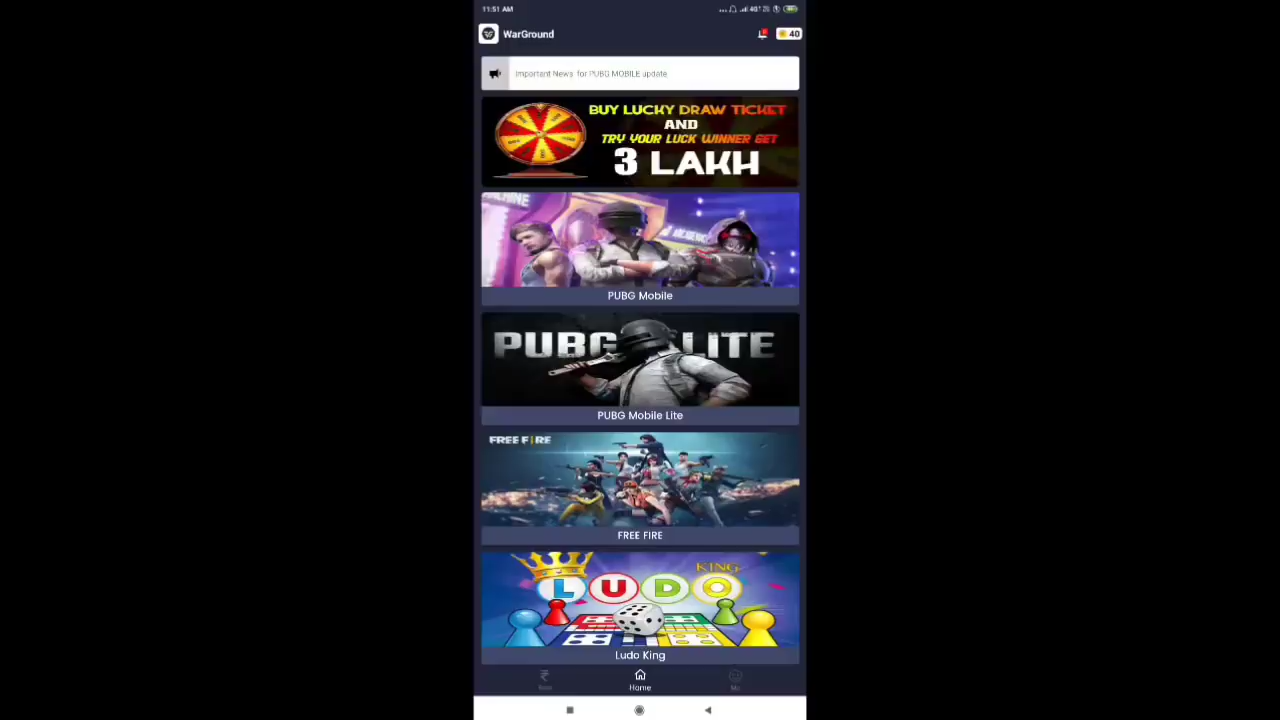 11:51 AM
WarGround
40
Important News for PUBG MOBILE update
BUY LUCKY DRAW TICKET
AND
TRY YOUR LUCK WINNER GET
3 LAKH
PUBG Mobile
PUBG LITE
PUBG Mobile Lite
FREE FIRE
FREE FIRE
KING
LUDO
Ludo King
Home
Me